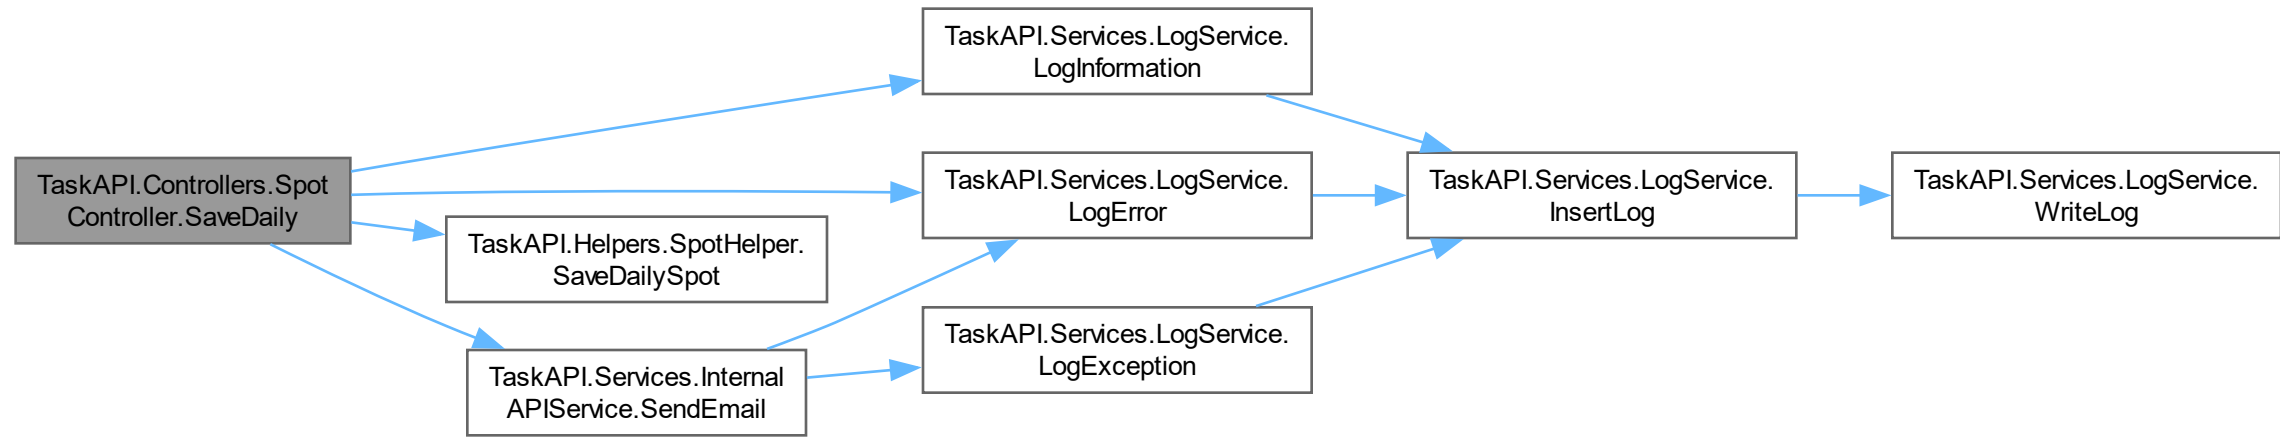 TaskAPI.Controllers.Spot
Controller.SaveDaily
TaskAPI.Services.LogService.
LogInformation
TaskAPI.Services.LogService.
LogError
TaskAPI.Helpers.SpotHelper.
SaveDailySpot
TaskAPI.Services.Internal
APIService.SendEmail
TaskAPI.Services.LogService.
LogException
TaskAPI.Services.LogService.
InsertLog
TaskAPI.Services.LogService.
WriteLog